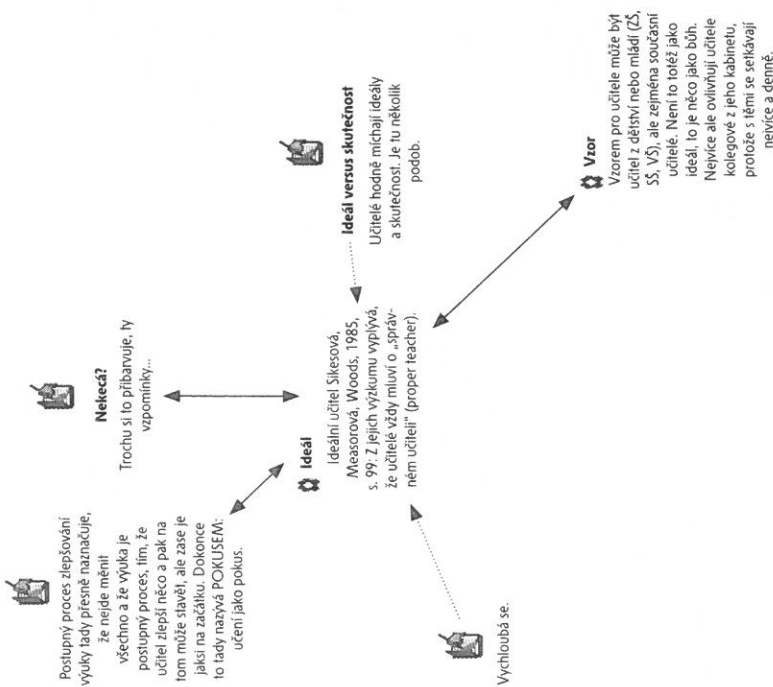 Postupný proces zlepšování
výuky tady přesně naznačuje,
že nejde měnit
všechno a že výuka je
postupný proces, tím, že
učitel zlepší něco a pak na
tom může stavět, ale zase je
jaksi na začátku. Dokonce
to tady nazývá POKUSEM:
učení jako pokus.
Nekecá?
Trochu si to přibarvuje, ty
vzpomínky...
Ideál versus skutečnost
Učitelé hodně míchají ideály
a skutečnost. Je tu několik
podob.
Ideál
Ideální učitel Sikesová,
Measorová, Woods, 1985,
s. 99: Z jejich výzkumu vyplývá,
že učitelé vždy mluví o „správ-
ném učiteli“ (proper teacher).
Vychloubá se.
Vzor
Vzorem pro učitele může být
učitel z dětství nebo mládí (ZŠ,
SŠ, VŠ), ale zejména současní
učitelé. Není to totéž jako
ideál, to je něco jako bůh.
Nejvíce ale ovlivňují učitele
kolegové z jeho kabinetu,
protože s těmi se setkávají
nejvíce a denně.